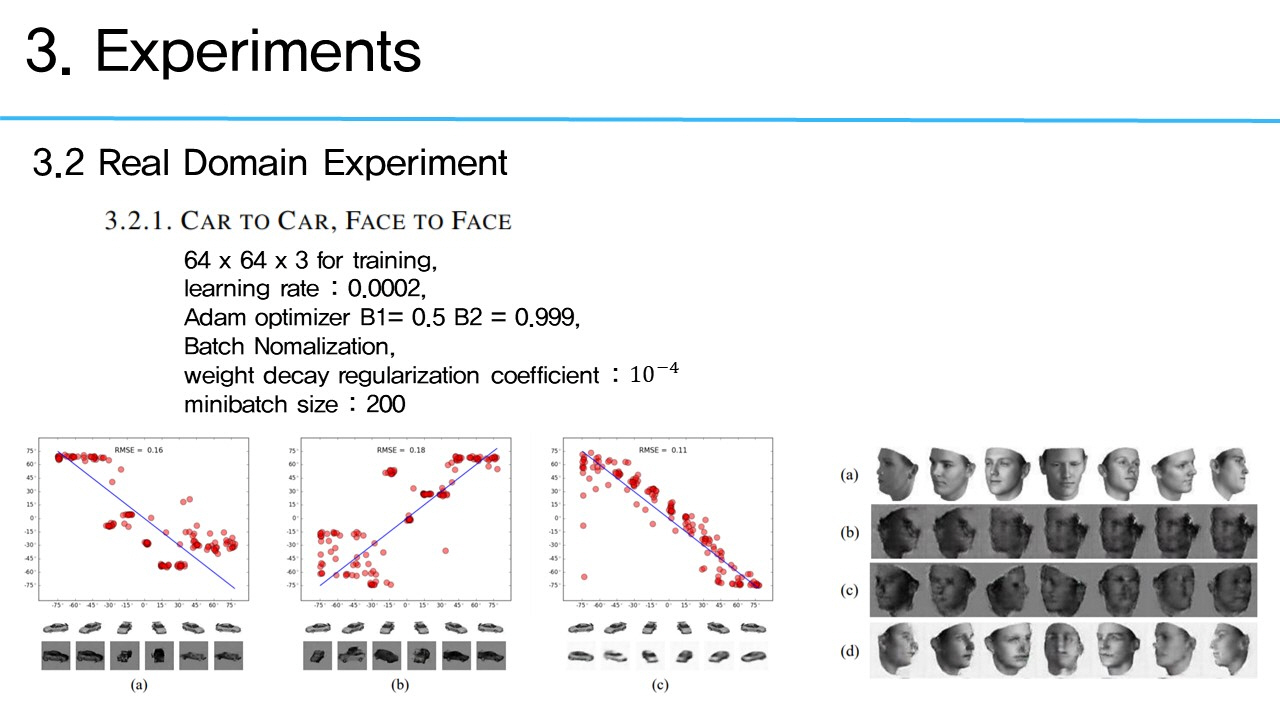 3. Experiments
3.2 Real Domain Experiment
3.2.1. CAR TO CAR, FACE TO FACE
64 x 64 x 3 for training,
learning rate : 0.0002,
Adam optimizer B1= 0.5 B2 = 0.999,
Batch Nomalization,
weight decay regularization coefficient : 10⁻⁴
minibatch size : 200
RMSE = 0.16
75°
60°
45°
30°
15°
0°
-15°
-30°
-45°
-60°
-75°
-75° -60° -45° -30° -15° 0° 15° 30° 45° 60° 75°
(a)
RMSE = 0.18
75°
60°
45°
30°
15°
0°
-15°
-30°
-45°
-60°
-75°
-75° -60° -45° -30° -15° 0° 15° 30° 45° 60° 75°
(b)
RMSE = 0.11
75°
60°
45°
30°
15°
0°
-15°
-30°
-45°
-60°
-75°
-75° -60° -45° -30° -15° 0° 15° 30° 45° 60° 75°
(c)
(a)
(b)
(c)
(d)